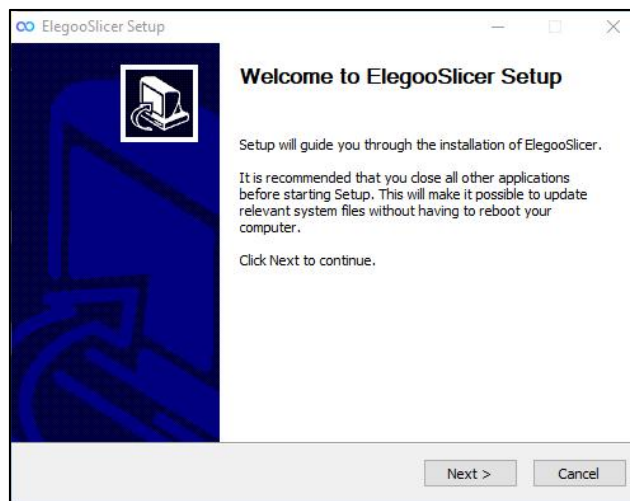 ElegooSlicer Setup
Welcome to ElegooSlicer Setup
Setup will guide you through the installation of ElegooSlicer.
It is recommended that you close all other applications
before starting Setup. This will make it possible to update
relevant system files without having to reboot your
computer.
Click Next to continue.
Next >
Cancel